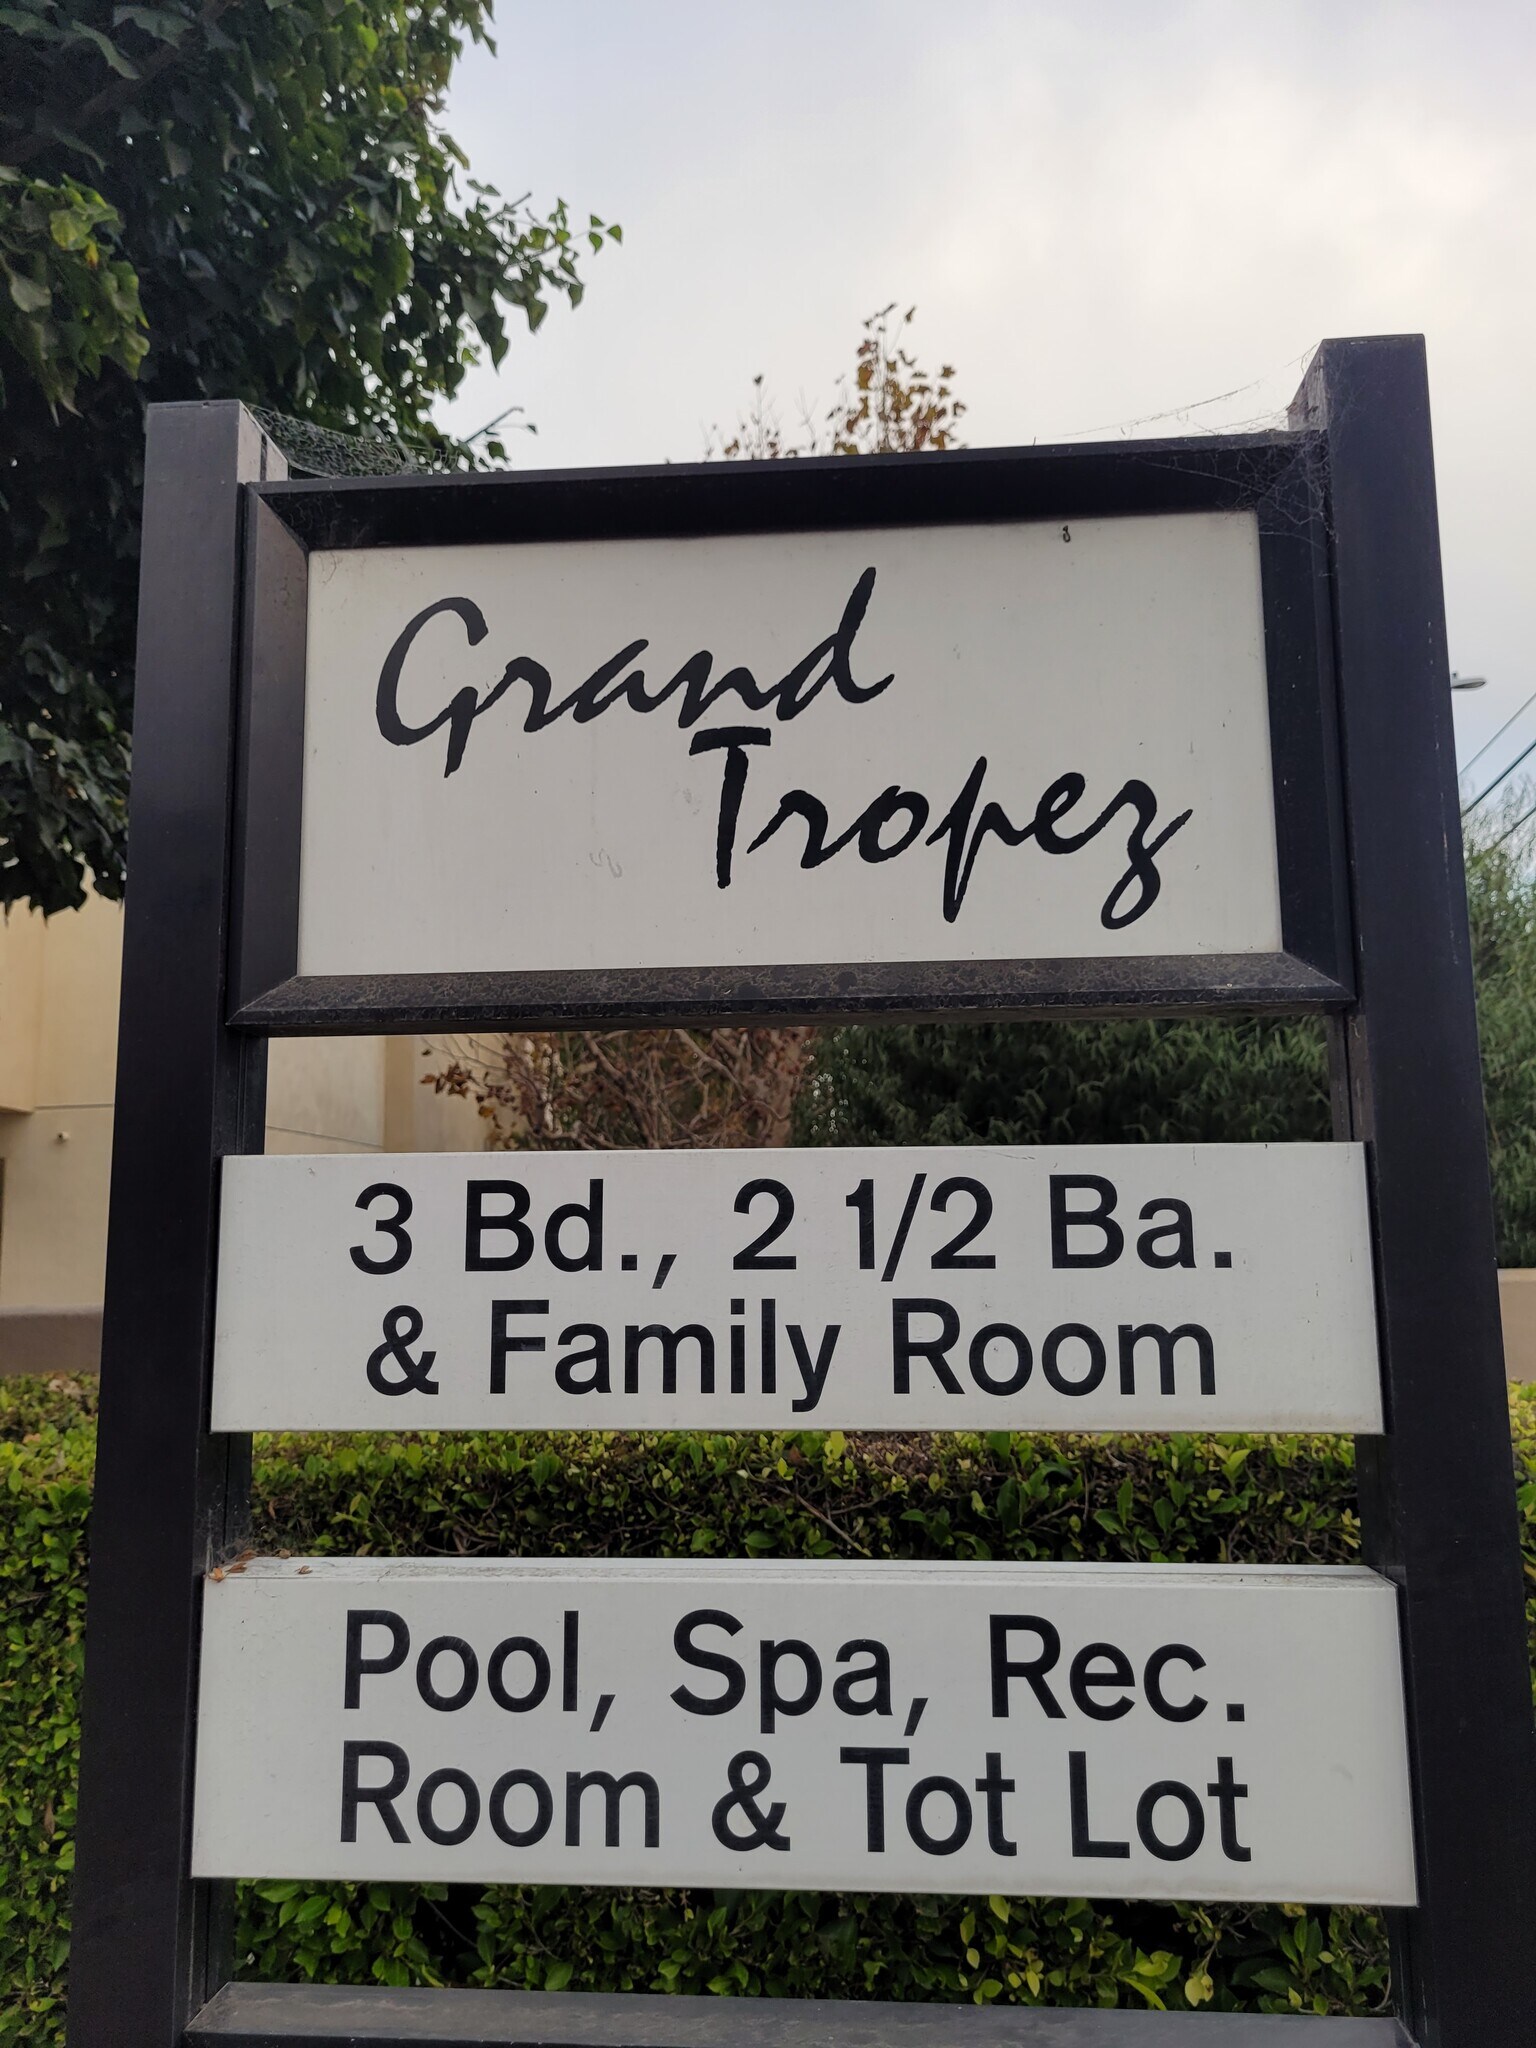 Grand
Tropez
3 Bd., 2 1/2 Ba.
& Family Room
Pool, Spa, Rec.
Room & Tot Lot